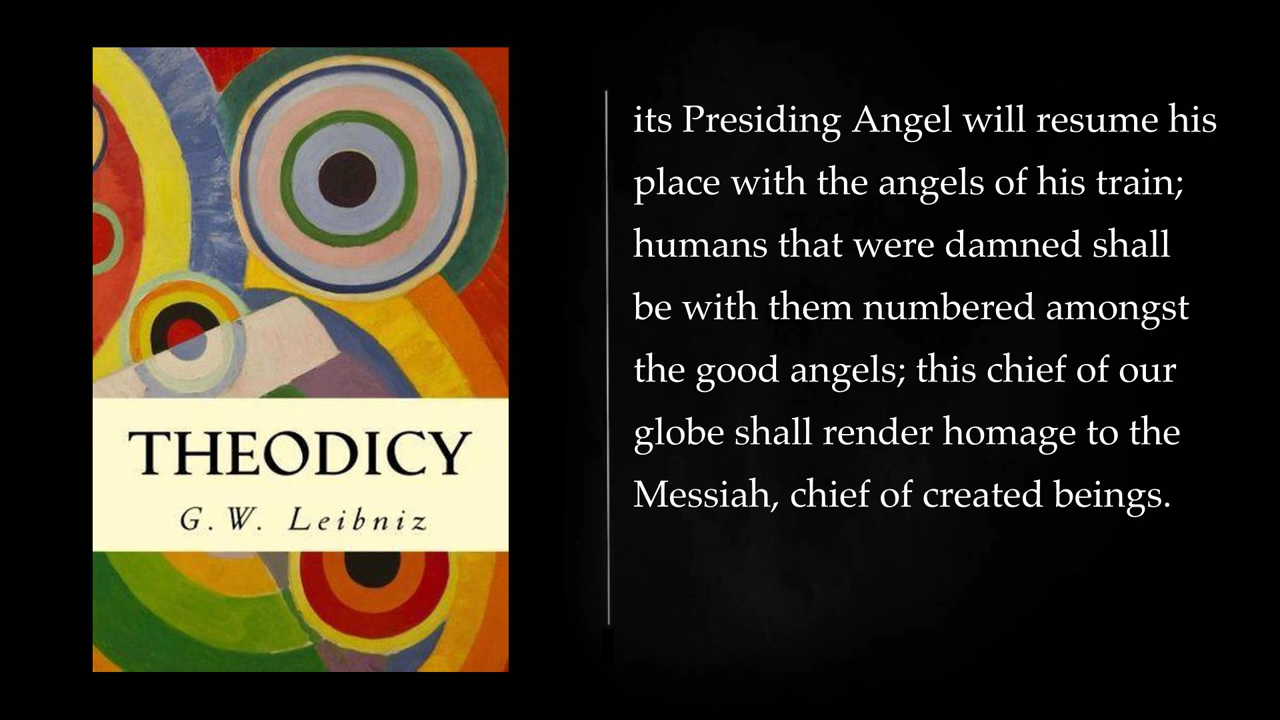 THEODICY
G. W. Leibniz
its Presiding Angel will resume his
place with the angels of his train;
humans that were damned shall
be with them numbered amongst
the good angels; this chief of our
globe shall render homage to the
Messiah, chief of created beings.